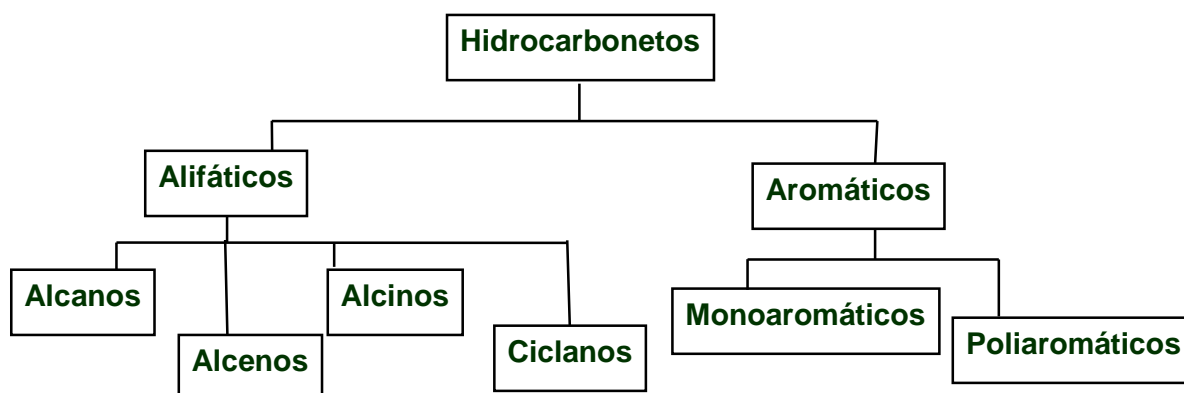 Hidrocarbonetos
Alifáticos
Aromáticos
Alcanos
Alcenos
Alcinos
Ciclanos
Monoaromáticos
Poliaromáticos